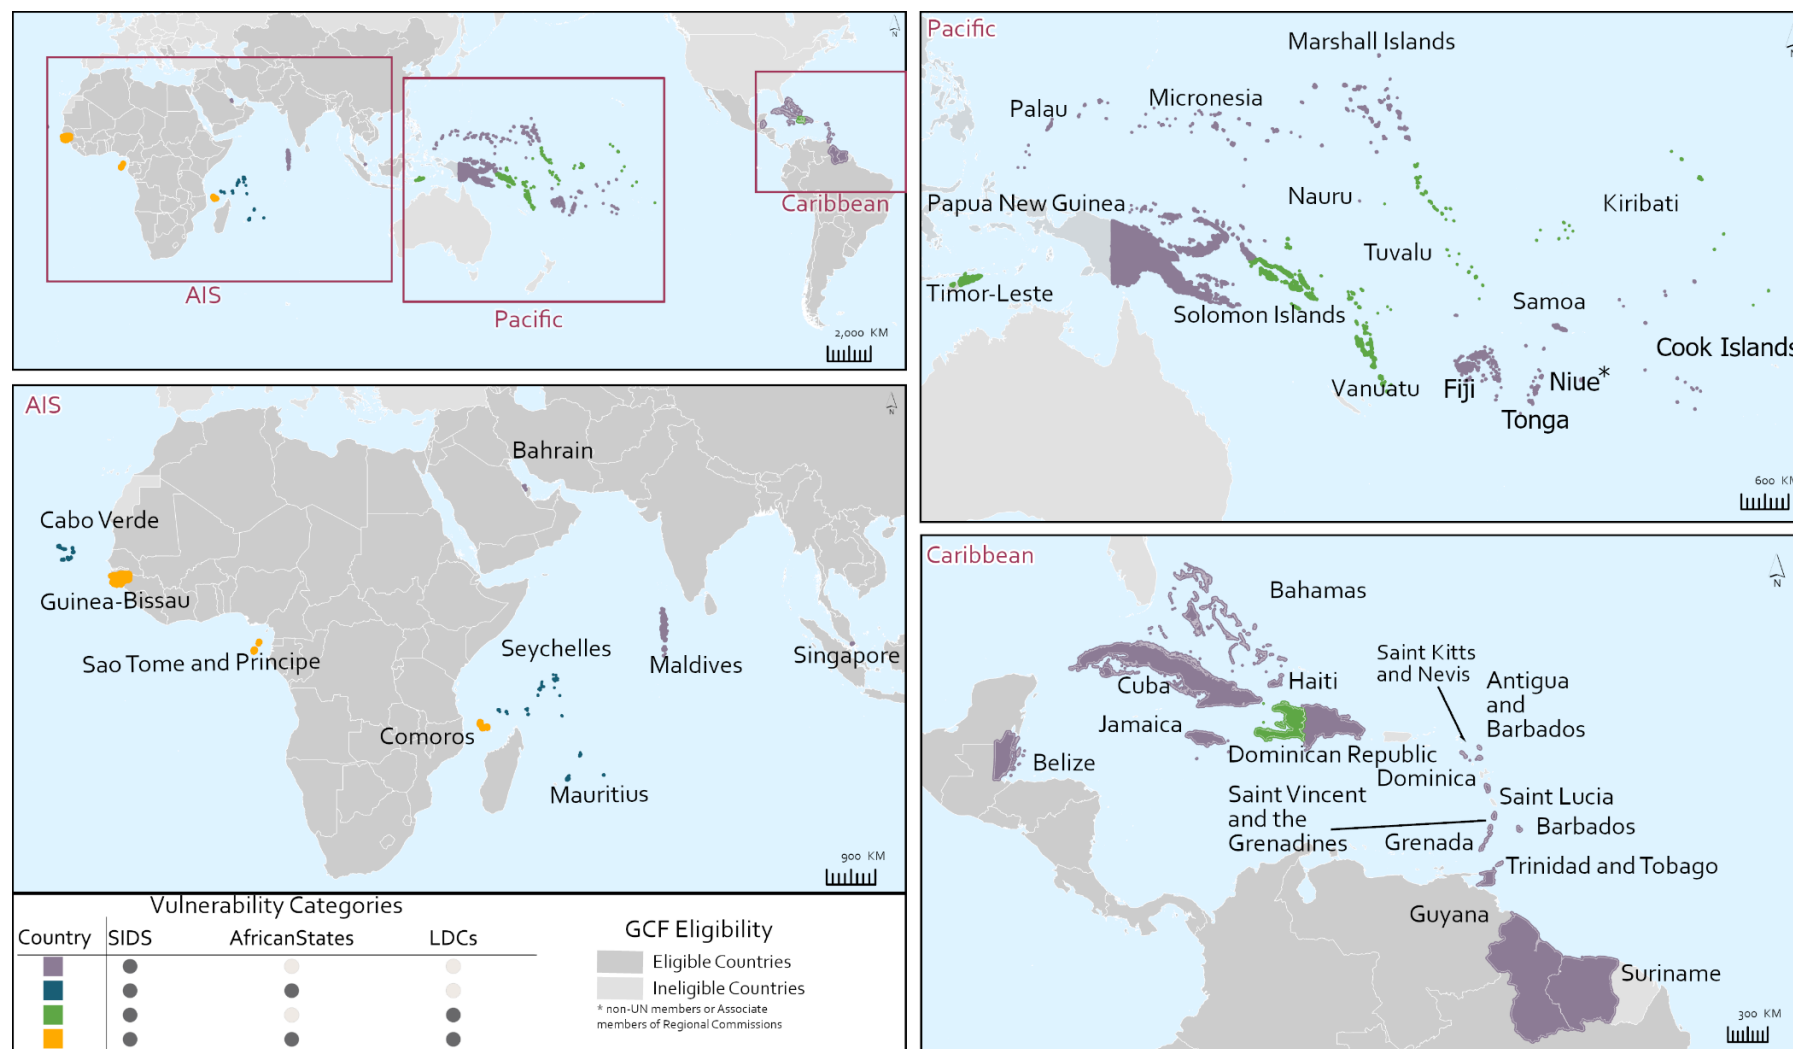 N
AIS
Pacific
Caribbean
2,000 KM
Pacific
N
Marshall Islands
Palau
Micronesia
Papua New Guinea
Nauru
Kiribati
Tuvalu
Timor-Leste
Solomon Islands
Samoa
Cook Islands
Vanuatu
Fiji
Niue*
Tonga
600 KM
AIS
N
Bahrain
Cabo Verde
Guinea-Bissau
Sao Tome and Principe
Seychelles
Maldives
Singapore
Comoros
Mauritius
900 KM
Vulnerability Categories
Country SIDS AfricanStates LDCs
GCF Eligibility
Eligible Countries
Ineligible Countries
* non-UN members or Associate
members of Regional Commissions
Caribbean
N
Bahamas
Saint Kitts
and Nevis
Antigua
and
Barbados
Cuba
Haiti
Jamaica
Belize
Dominican Republic
Dominica
Saint Vincent
and the
Grenadines
Saint Lucia
Barbados
Grenada
Trinidad and Tobago
Guyana
Suriname
300 KM